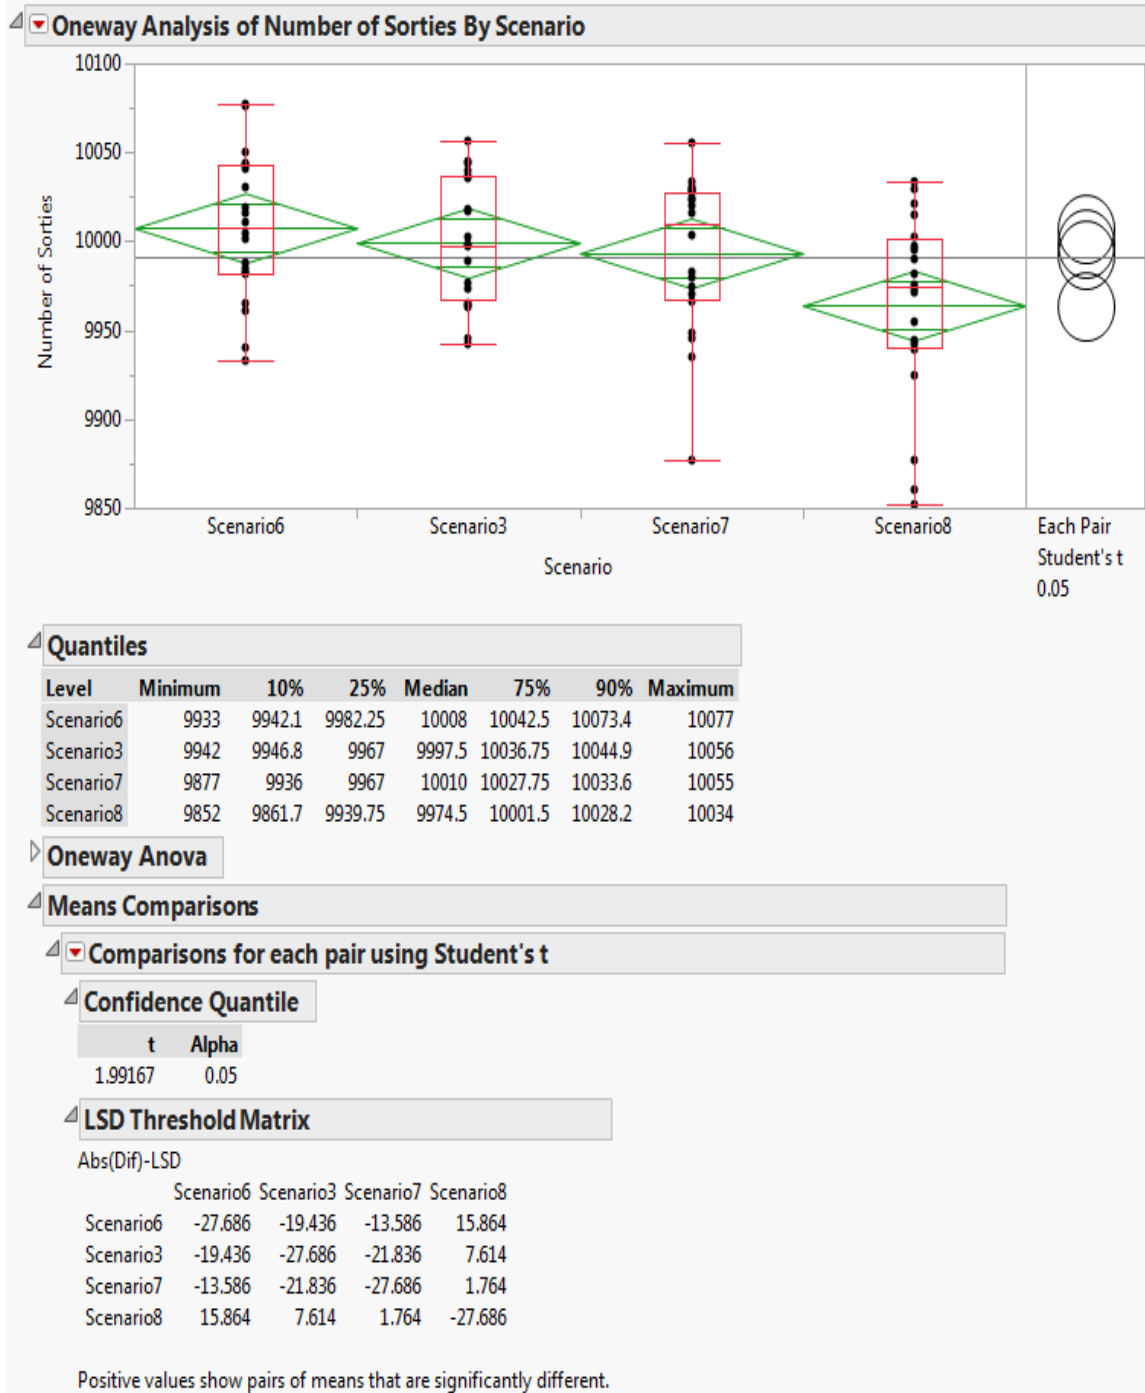 Oneway Analysis of Number of Sorties By Scenario
10100
10050
10000
9950
9900
9850
Number of Sorties
Scenario6 Scenario3 Scenario7 Scenario8
Scenario
Each Pair
Student's t
0.05
Quantiles
Level Minimum 10% 25% Median 75% 90% Maximum
Scenario6 9933 9942.1 9982.25 10008 10042.5 10073.4 10077
Scenario3 9942 9946.8 9967 9997.5 10036.75 10044.9 10056
Scenario7 9877 9936 9967 10010 10027.75 10033.6 10055
Scenario8 9852 9861.7 9939.75 9974.5 10001.5 10028.2 10034
Oneway Anova
Means Comparisons
Comparisons for each pair using Student's t
Confidence Quantile
t Alpha
1.99167 0.05
LSD Threshold Matrix
Abs(Dif)-LSD
Scenario6 Scenario3 Scenario7 Scenario8
Scenario6 -27.686 -19.436 -13.586 15.864
Scenario3 -19.436 -27.686 -21.836 7.614
Scenario7 -13.586 -21.836 -27.686 1.764
Scenario8 15.864 7.614 1.764 -27.686
Positive values show pairs of means that are significantly different.